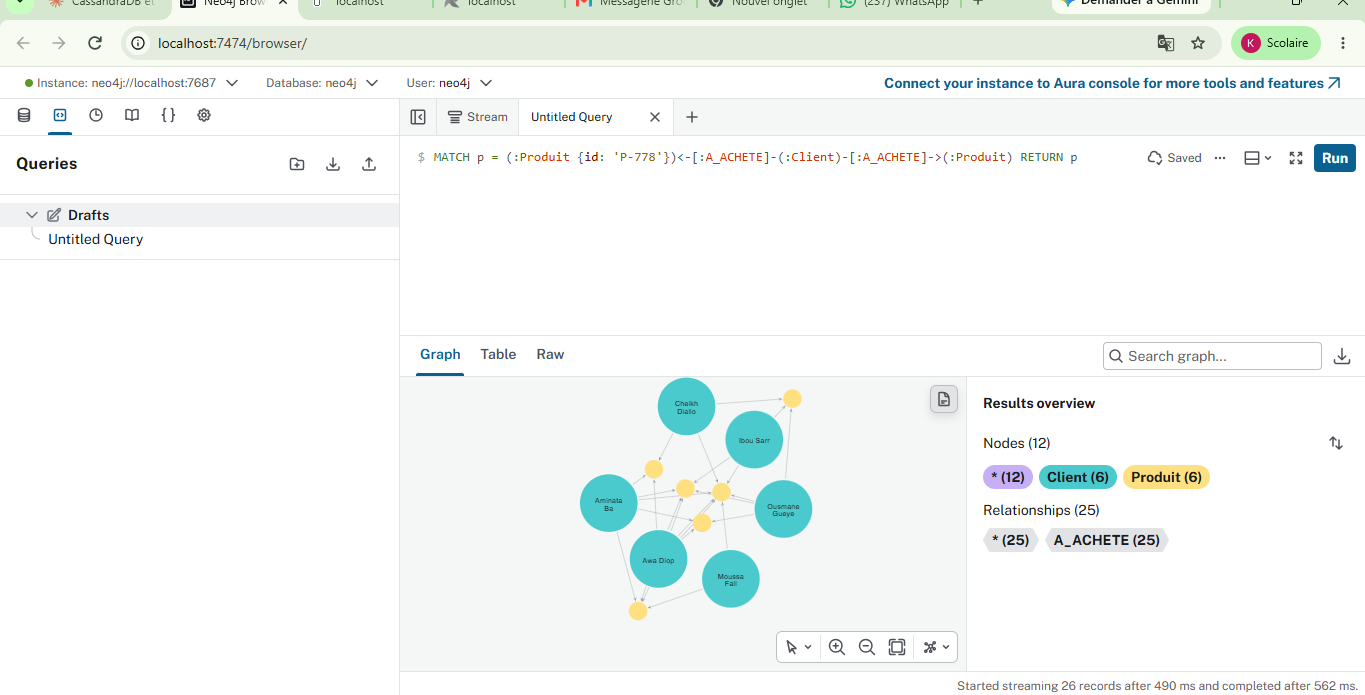 CassandraDB et
Neo4j Brow
localhost
localhost
Messagerie Gro
Nouvel onglet
(237) WhatsApp
Demander à Gemini
localhost:7474/browser/
K Scolaire
Instance: neo4j://localhost:7687
Database: neo4j
User: neo4j
Connect your instance to Aura console for more tools and features
Stream
Untitled Query
Queries
Drafts
Untitled Query
$ MATCH p = (:Produit {id: 'P-778'})<-[:A_ACHETE]-(:Client)-[:A_ACHETE]->(:Produit) RETURN p
Saved
Run
Graph Table Raw
Search graph...
Cheikh
Diallo
Ibou Sarr
Aminata
Ba
Ousmane
Gueye
Awa Diop
Moussa
Fall
Results overview
Nodes (12)
* (12) Client (6) Produit (6)
Relationships (25)
* (25) A_ACHETE (25)
Started streaming 26 records after 490 ms and completed after 562 ms.